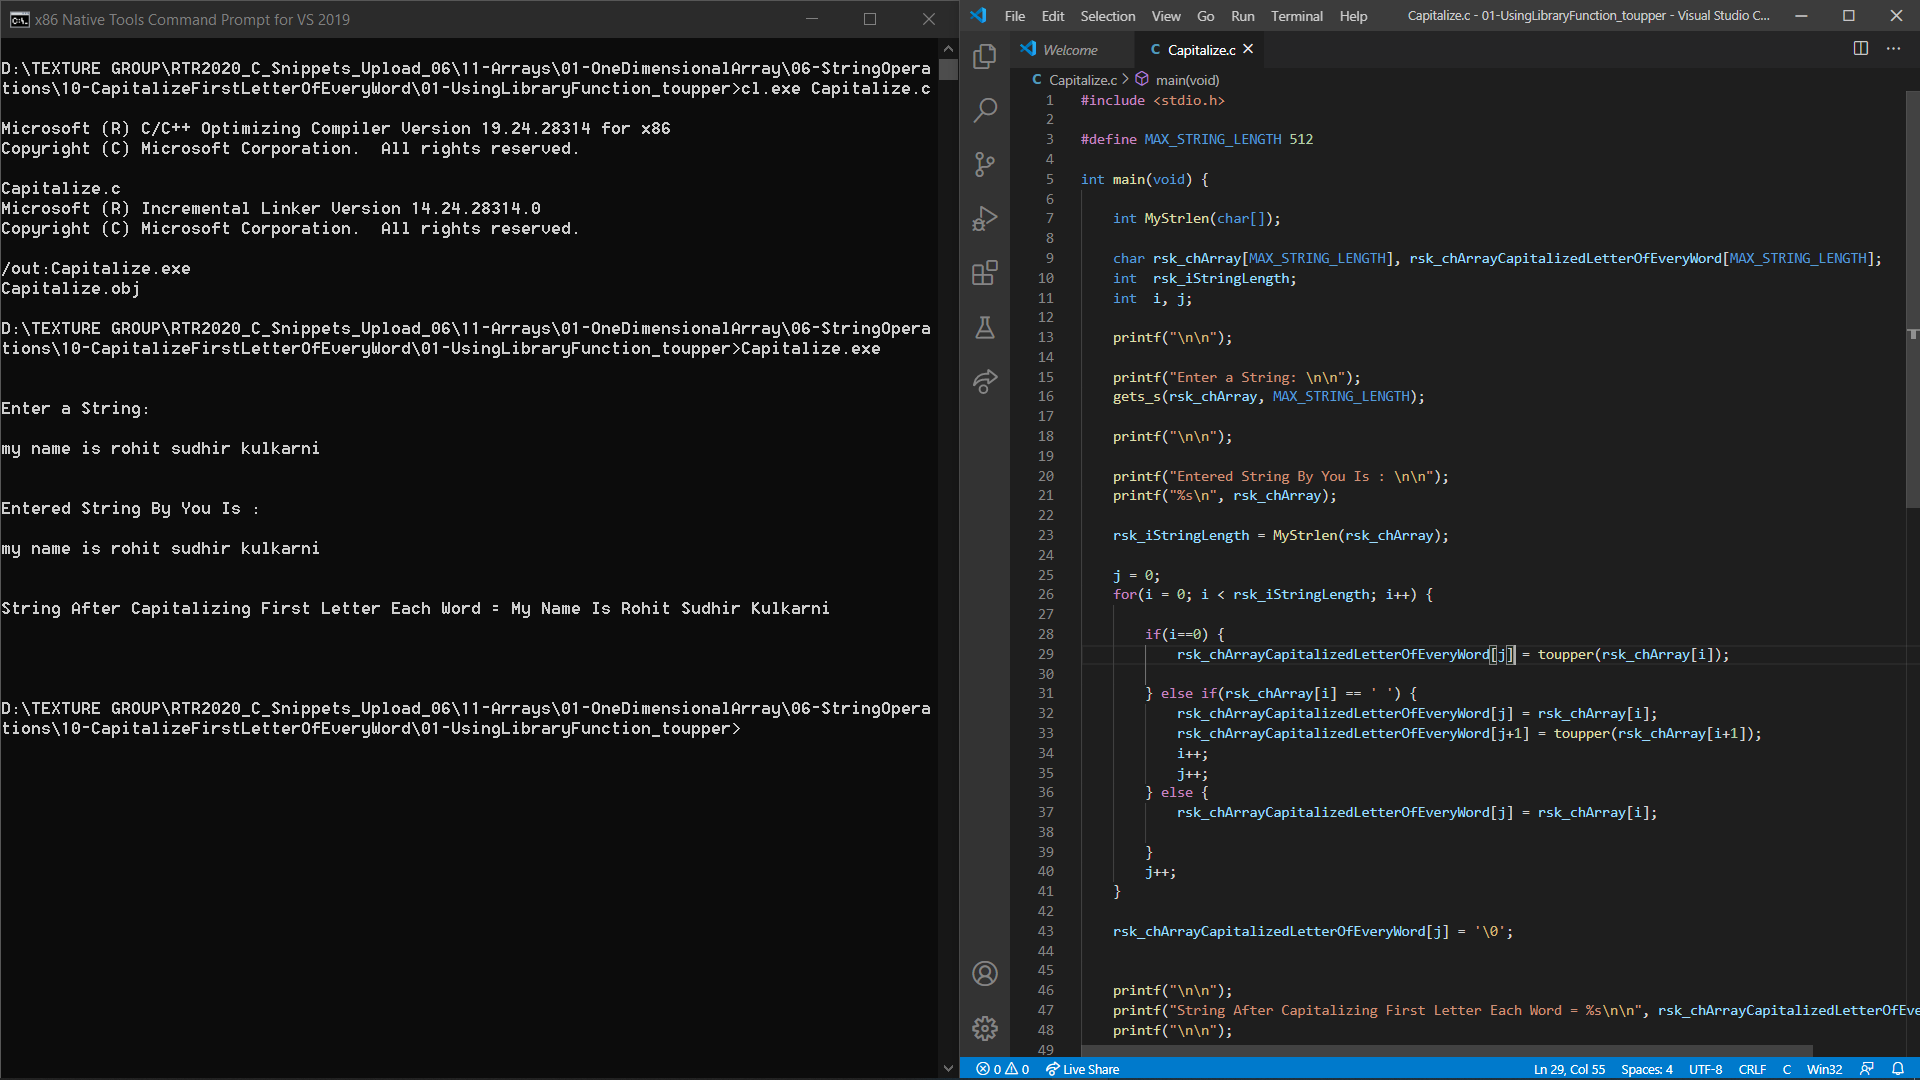 x86 Native Tools Command Prompt for VS 2019
D:\TEXTURE GROUP\RTR2020_C_Snippets_Upload_06\11-Arrays\01-OneDimensionalArray\06-StringOpera
tions\10-CapitalizeFirstLetterOfEveryWord\01-UsingLibraryFunction_toupper>cl.exe Capitalize.c
Microsoft (R) C/C++ Optimizing Compiler Version 19.24.28314 for x86
Copyright (C) Microsoft Corporation.  All rights reserved.
Capitalize.c
Microsoft (R) Incremental Linker Version 14.24.28314.0
Copyright (C) Microsoft Corporation.  All rights reserved.
/out:Capitalize.exe
Capitalize.obj
D:\TEXTURE GROUP\RTR2020_C_Snippets_Upload_06\11-Arrays\01-OneDimensionalArray\06-StringOpera
tions\10-CapitalizeFirstLetterOfEveryWord\01-UsingLibraryFunction_toupper>Capitalize.exe
Enter a String:
my name is rohit sudhir kulkarni
Entered String By You Is :
my name is rohit sudhir kulkarni
String After Capitalizing First Letter Each Word = My Name Is Rohit Sudhir Kulkarni
D:\TEXTURE GROUP\RTR2020_C_Snippets_Upload_06\11-Arrays\01-OneDimensionalArray\06-StringOpera
tions\10-CapitalizeFirstLetterOfEveryWord\01-UsingLibraryFunction_toupper>
File Edit Selection View Go Run Terminal Help Capitalize.c - 01-UsingLibraryFunction_toupper - Visual Studio C...
Welcome C Capitalize.c
C Capitalize.c > main(void)
1 #include <stdio.h>
2
3 #define MAX_STRING_LENGTH 512
4
5 int main(void) {
6
7 int MyStrlen(char[]);
8
9 char rsk_chArray[MAX_STRING_LENGTH], rsk_chArrayCapitalizedLetterOfEveryWord[MAX_STRING_LENGTH];
10 int  rsk_iStringLength;
11 int  i, j;
12
13 printf("\n\n");
14
15 printf("Enter a String: \n\n");
16 gets_s(rsk_chArray, MAX_STRING_LENGTH);
17
18 printf("\n\n");
19
20 printf("Entered String By You Is : \n\n");
21 printf("%s\n", rsk_chArray);
22
23 rsk_iStringLength = MyStrlen(rsk_chArray);
24
25 j = 0;
26 for(i = 0; i < rsk_iStringLength; i++) {
27
28 if(i==0) {
29 rsk_chArrayCapitalizedLetterOfEveryWord[j] = toupper(rsk_chArray[i]);
30
31 } else if(rsk_chArray[i] == ' ') {
32 rsk_chArrayCapitalizedLetterOfEveryWord[j] = rsk_chArray[i];
33 rsk_chArrayCapitalizedLetterOfEveryWord[j+1] = toupper(rsk_chArray[i+1]);
34 i++;
35 j++;
36 } else {
37 rsk_chArrayCapitalizedLetterOfEveryWord[j] = rsk_chArray[i];
38
39 }
40 j++;
41 }
42
43 rsk_chArrayCapitalizedLetterOfEveryWord[j] = '\0';
44
45
46 printf("\n\n");
47 printf("String After Capitalizing First Letter Each Word = %s\n\n", rsk_chArrayCapitalizedLetterOfEve
48 printf("\n\n");
49
0 0 Live Share Ln 29, Col 55 Spaces: 4 UTF-8 CRLF C Win32